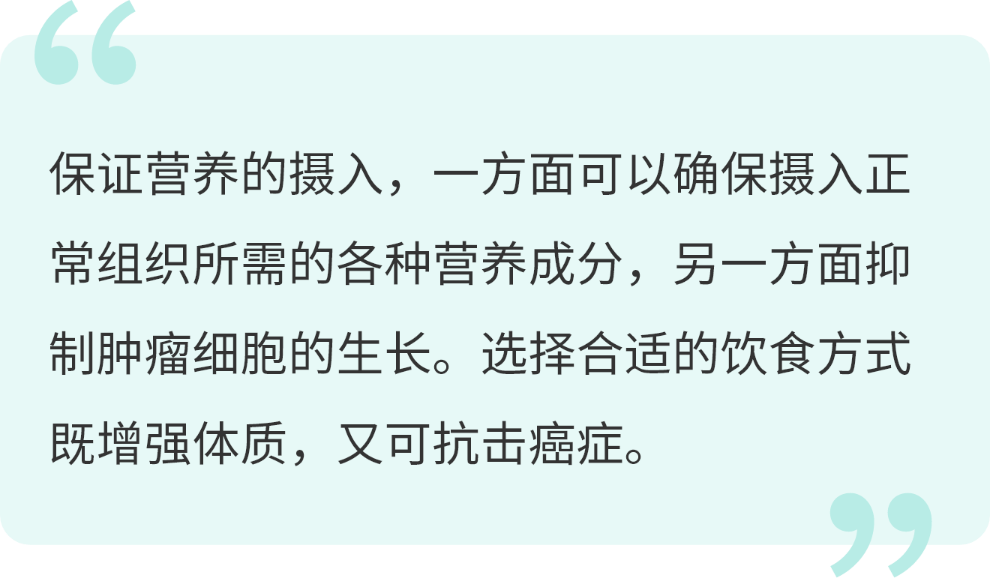 保证营养的摄入，一方面可以确保摄入正
常组织所需的各种营养成分，另一方面抑
制肿瘤细胞的生长。选择合适的饮食方式
既增强体质，又可抗击癌症。